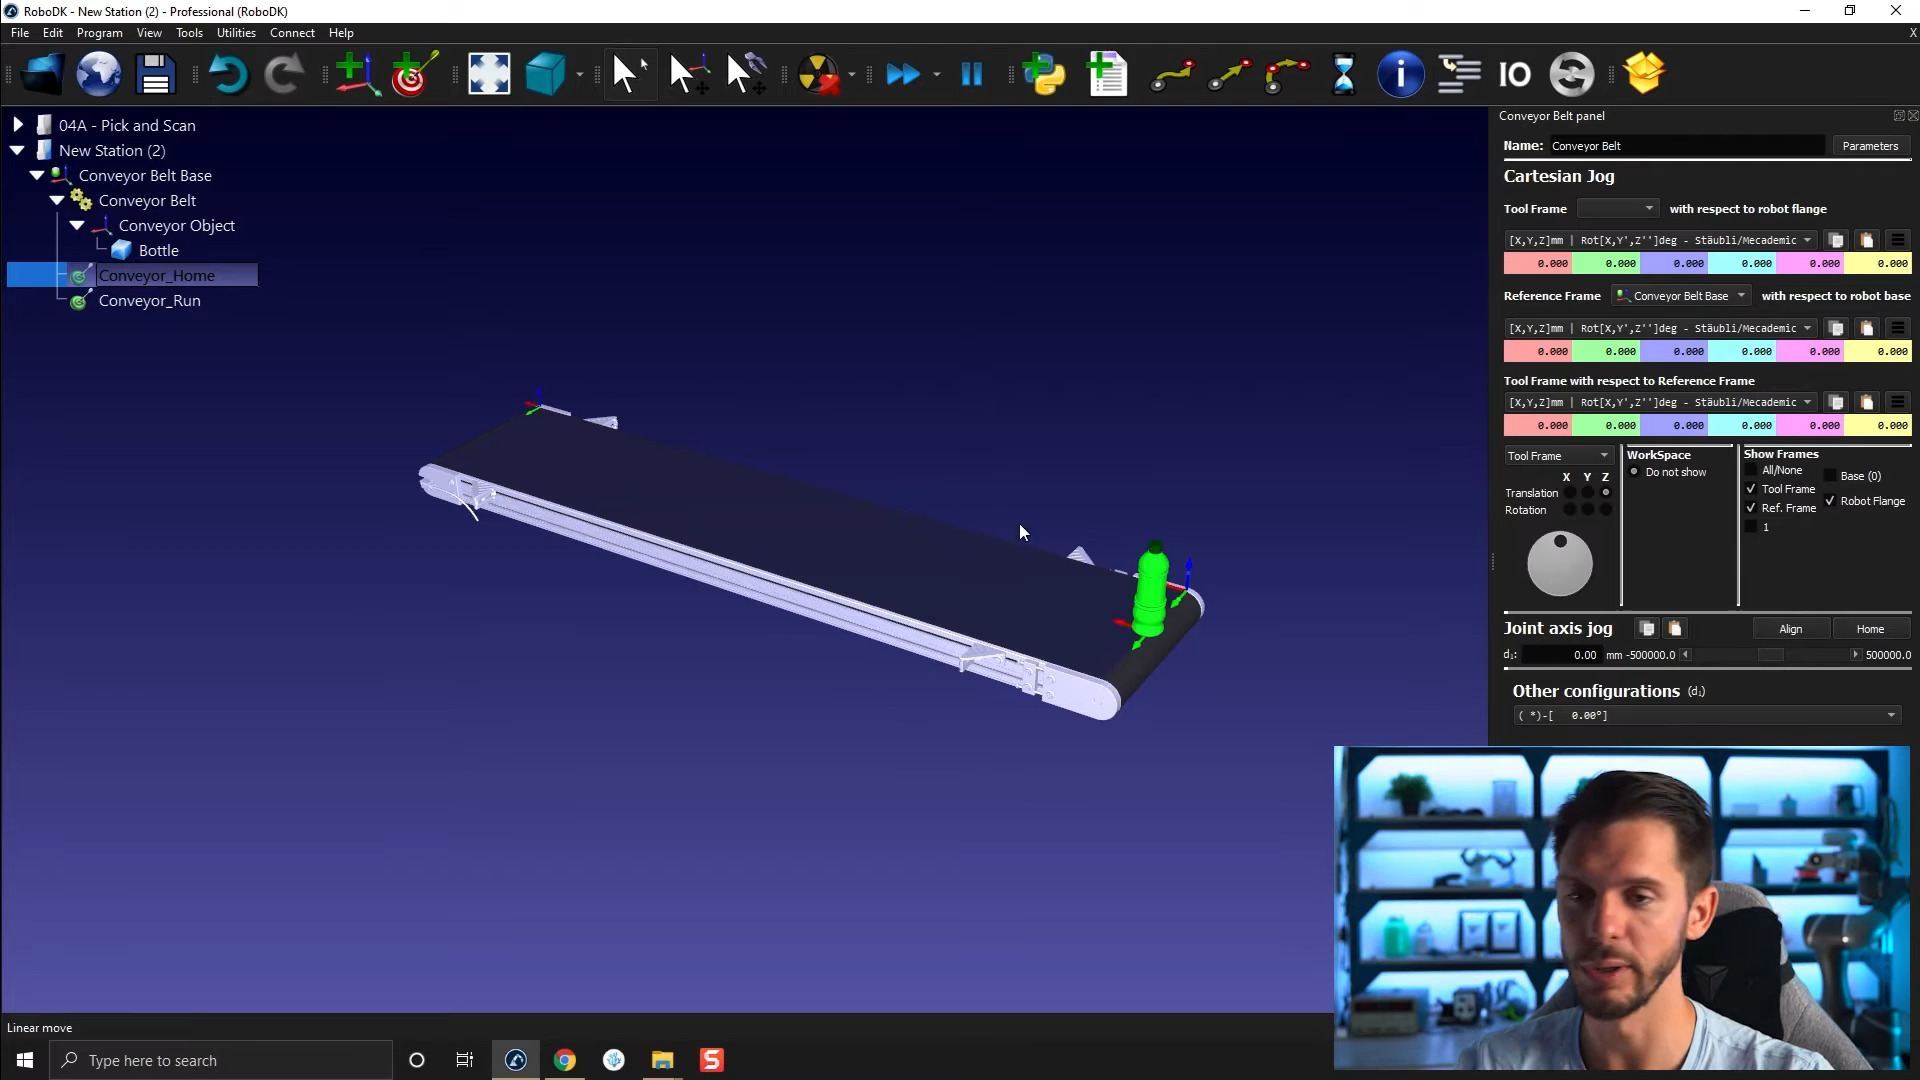 RoboDK - New Station (2) - Professional (RoboDK)
File Edit Program View Tools Utilities Connect Help X
IO
04A - Pick and Scan
New Station (2)
Conveyor Belt Base
Conveyor Belt
Conveyor Object
Bottle
Conveyor_Home
Conveyor_Run
Conveyor Belt panel
Name: Conveyor Belt Parameters
Cartesian Jog
Tool Frame with respect to robot flange
[X,Y,Z]mm | Rot[X,Y',Z'']deg - Stäubli/Mecademic
0.000 0.000 0.000 0.000 0.000 0.000
Reference Frame Conveyor Belt Base with respect to robot base
[X,Y,Z]mm | Rot[X,Y',Z'']deg - Stäubli/Mecademic
0.000 0.000 0.000 0.000 0.000 0.000
Tool Frame with respect to Reference Frame
[X,Y,Z]mm | Rot[X,Y',Z'']deg - Stäubli/Mecademic
0.000 0.000 0.000 0.000 0.000 0.000
Tool Frame
X Y Z
Translation
Rotation
WorkSpace
Do not show
Show Frames
All/None Base (0)
Tool Frame Robot Flange
Ref. Frame
1
Joint axis jog Align Home
d₁: 0.00 mm -500000.0 500000.0
Other configurations (d₁)
( *)-[ 0.00°]
Linear move
Type here to search
S